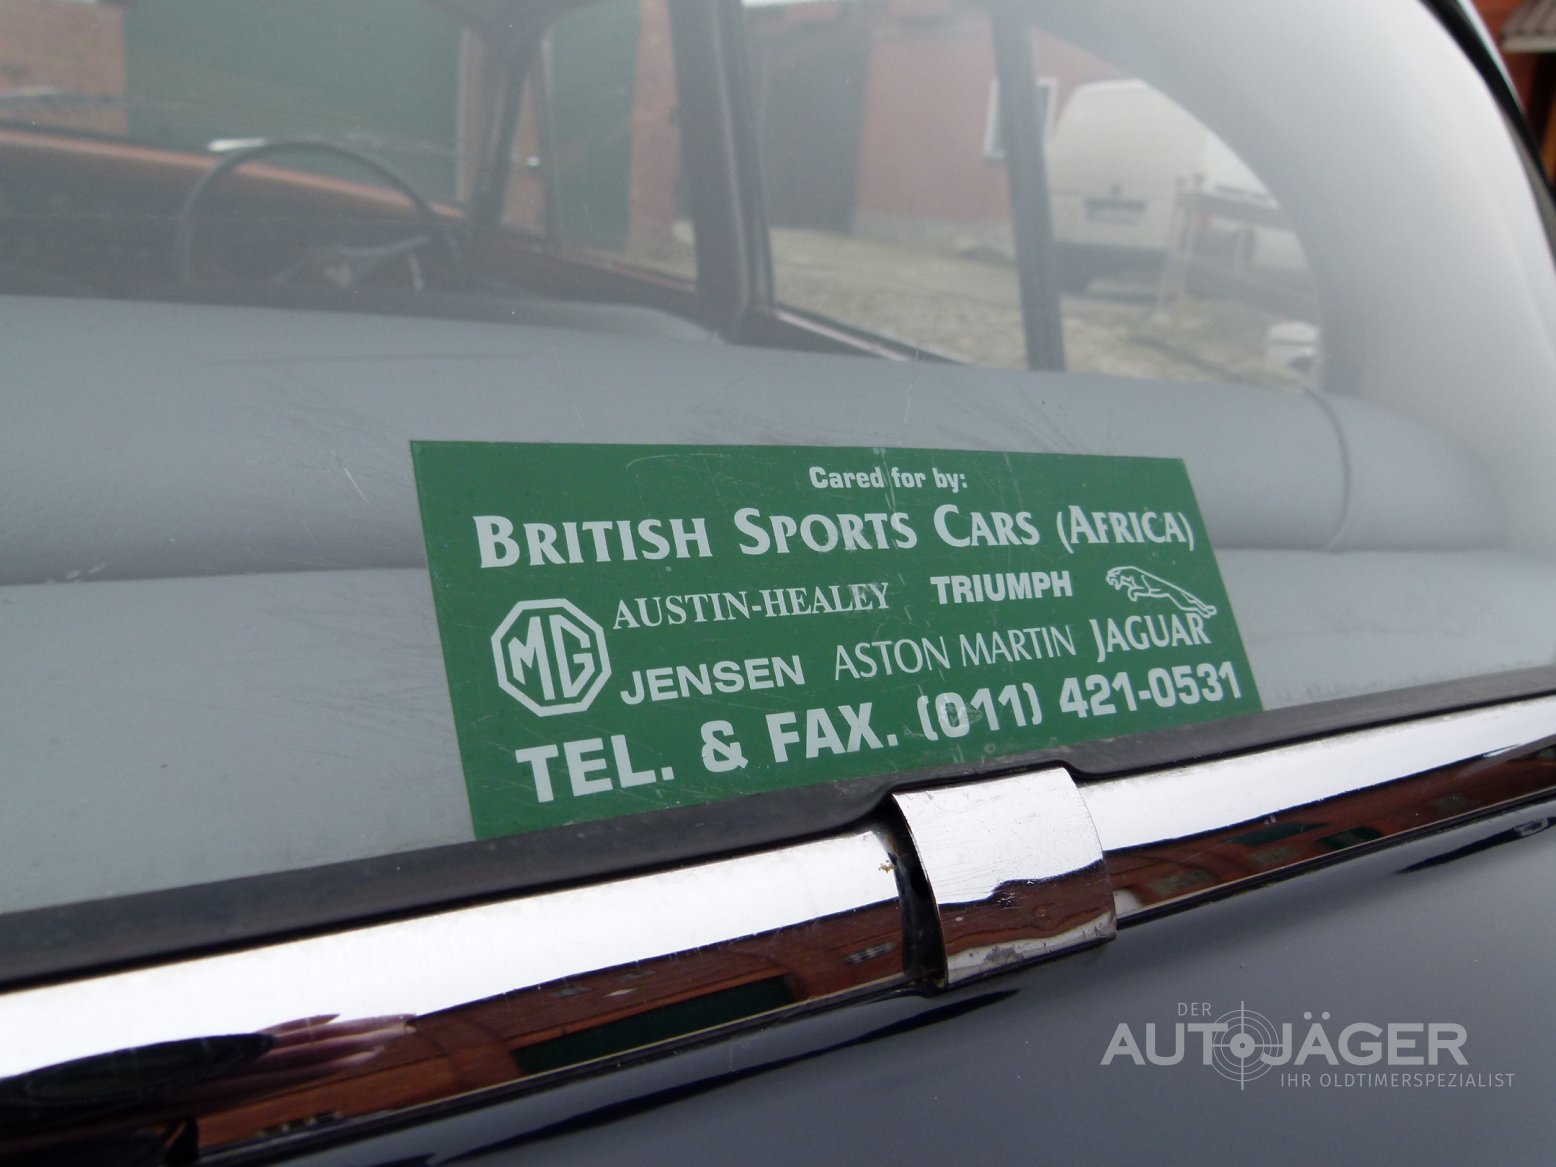 Cared for by:
BRITISH SPORTS CARS (AFRICA)
MG AUSTIN-HEALEY TRIUMPH
JENSEN ASTON MARTIN JAGUAR
TEL. & FAX. (011) 421-0531
DER
AUTOJÄGER
IHR OLDTIMERSPEZIALIST